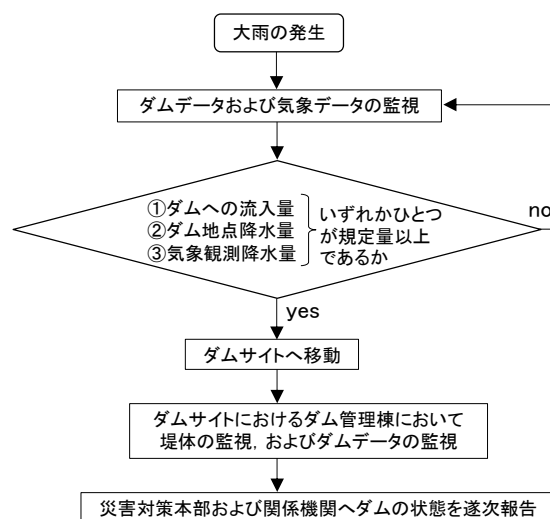 大雨の発生
ダムデータおよび気象データの監視
①ダムへの流入量
②ダム地点降水量
③気象観測降水量
いずれかひとつ
が規定量以上
であるか
no
yes
ダムサイトへ移動
ダムサイトにおけるダム管理棟において
堤体の監視，およびダムデータの監視
災害対策本部および関係機関へダムの状態を遂次報告